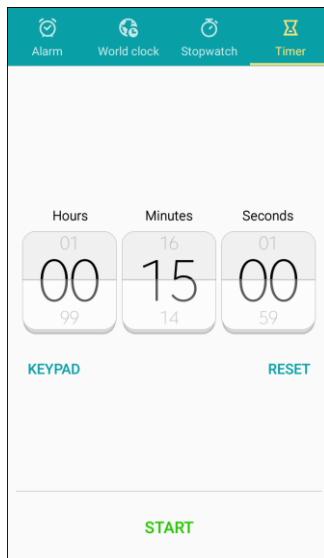 Alarm World clock Stopwatch Timer
Hours Minutes Seconds
01 16 01
00 15 00
99 14 59
KEYPAD RESET
START